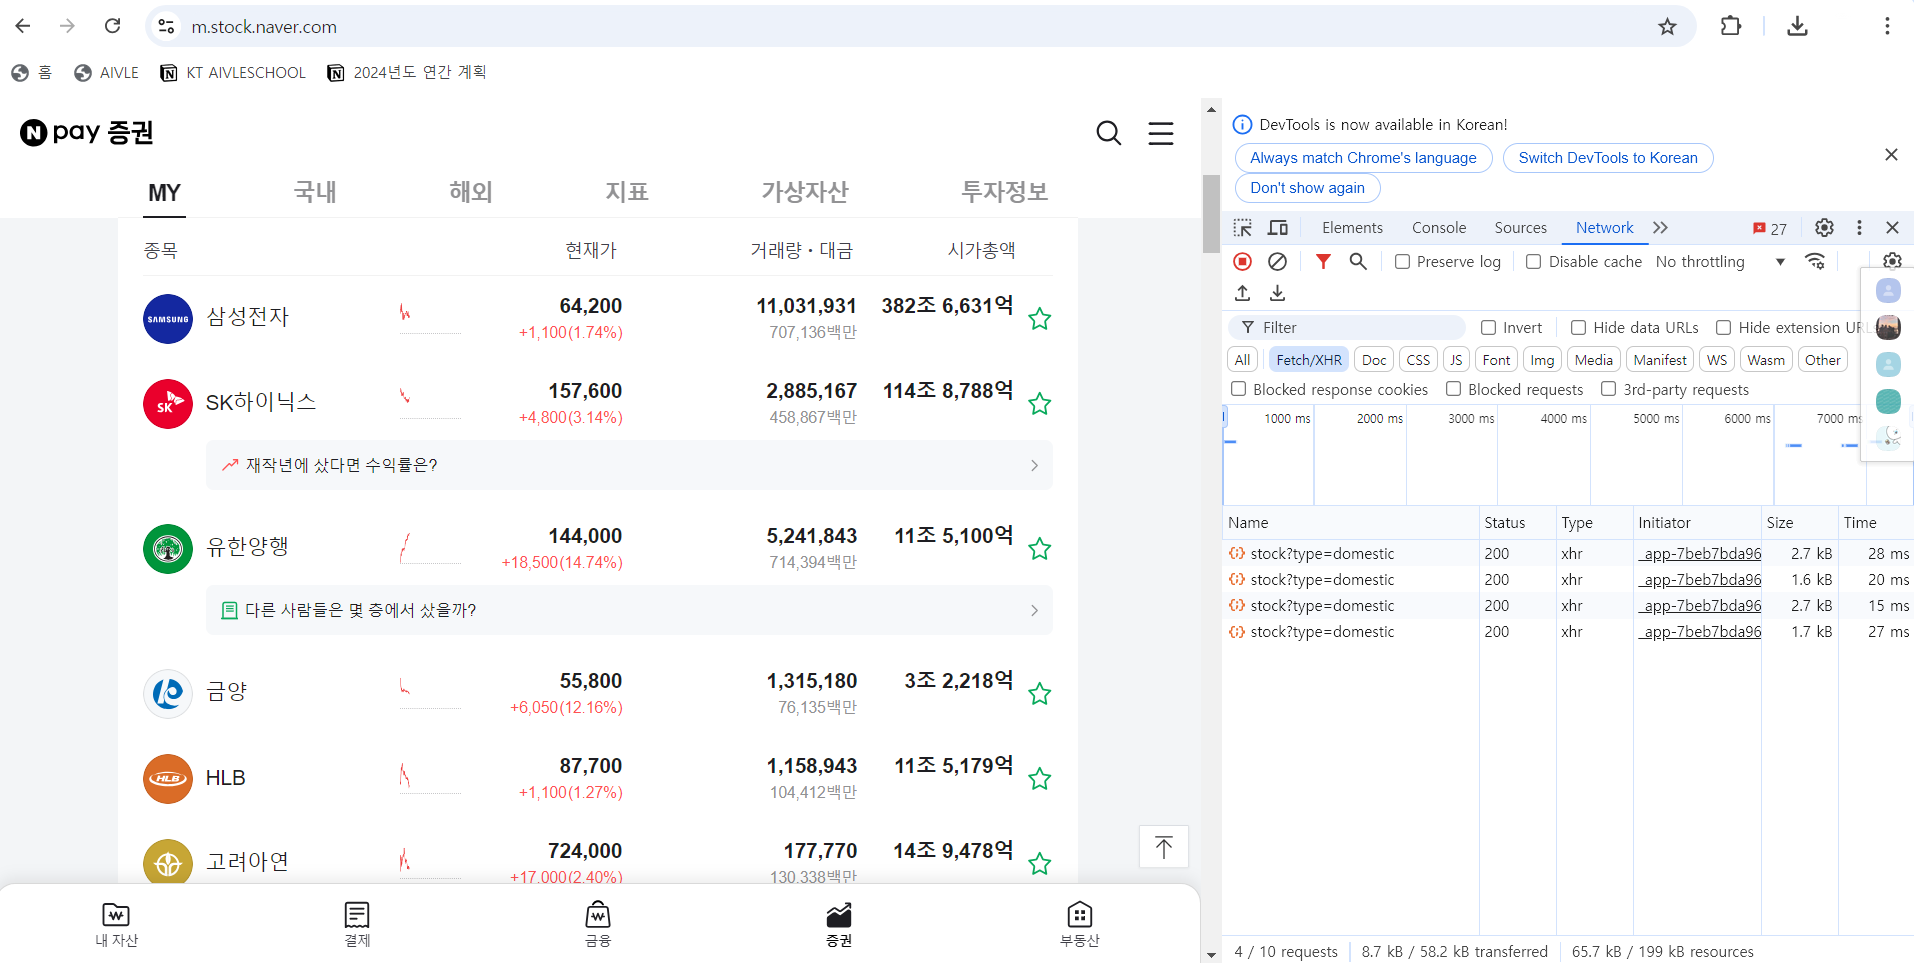 m.stock.naver.com
홈
AIVLE
KT AIVLESCHOOL
2024년도 연간 계획
N pay 증권
MY
국내
해외
지표
가상자산
투자정보
종목
현재가
거래량 · 대금
시가총액
SAMSUNG
삼성전자
64,200
+1,100(1.74%)
11,031,931
707,136백만
382조 6,631억
SK
SK하이닉스
157,600
+4,800(3.14%)
2,885,167
458,867백만
114조 8,788억
재작년에 샀다면 수익률은?
유한양행
144,000
+18,500(14.74%)
5,241,843
714,394백만
11조 5,100억
다른 사람들은 몇 층에서 샀을까?
금양
55,800
+6,050(12.16%)
1,315,180
76,135백만
3조 2,218억
HLB
HLB
87,700
+1,100(1.27%)
1,158,943
104,412백만
11조 5,179억
고려아연
724,000
+17,000(2.40%)
177,770
130,338백만
14조 9,478억
내 자산
결제
금융
증권
부동산
DevTools is now available in Korean!
Always match Chrome's language
Switch DevTools to Korean
Don't show again
Elements
Console
Sources
Network
27
Preserve log
Disable cache
No throttling
Filter
Invert
Hide data URLs
Hide extension URLs
All
Fetch/XHR
Doc
CSS
JS
Font
Img
Media
Manifest
WS
Wasm
Other
Blocked response cookies
Blocked requests
3rd-party requests
1000 ms
2000 ms
3000 ms
4000 ms
5000 ms
6000 ms
7000 ms
Name Status Type Initiator Size Time
stock?type=domestic 200 xhr _app-7beb7bda96 2.7 kB 28 ms
stock?type=domestic 200 xhr _app-7beb7bda96 1.6 kB 20 ms
stock?type=domestic 200 xhr _app-7beb7bda96 2.7 kB 15 ms
stock?type=domestic 200 xhr _app-7beb7bda96 1.7 kB 27 ms
4 / 10 requests
8.7 kB / 58.2 kB transferred
65.7 kB / 199 kB resources